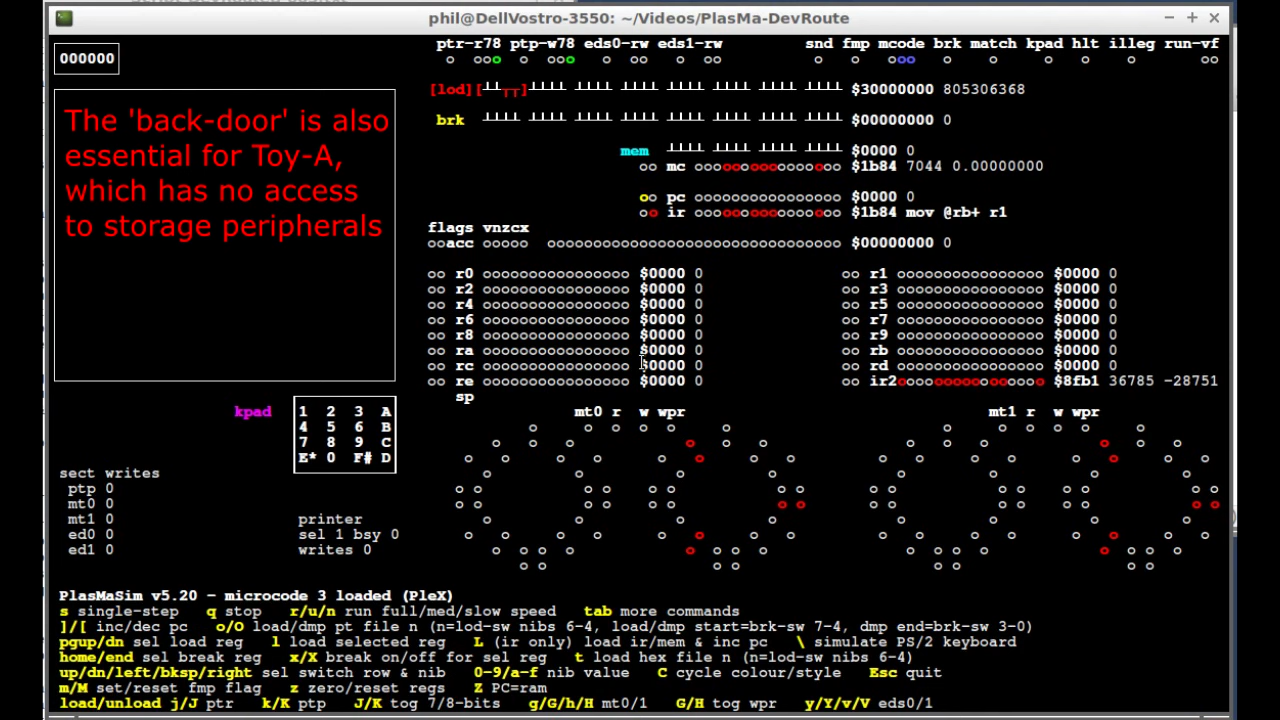 phil@DellVostro-3550: ~/Videos/PlasMa-DevRoute
000000
ptr-r78 ptp-w78 eds0-rw eds1-rw snd fmp mcode brk match kpad hlt illeg run-vf
The 'back-door' is also
essential for Toy-A,
which has no access
to storage peripherals
[lod][ ] $30000000 805306368
brk $00000000 0
mem $0000 0
mc $1b84 7044 0.00000000
pc $0000 0
ir $1b84 mov @rb+ r1
flags vnzcx
acc $00000000 0
r0 $0000 0 r1 $0000 0
r2 $0000 0 r3 $0000 0
r4 $0000 0 r5 $0000 0
r6 $0000 0 r7 $0000 0
r8 $0000 0 r9 $0000 0
ra $0000 0 rb $0000 0
rc $0000 0 rd $0000 0
re $0000 0 ir2 $8fb1 36785 -28751
sp
mt0 r w wpr mt1 r w wpr
kpad
1 2 3 A
4 5 6 B
7 8 9 C
E* 0 F# D
sect writes
ptp 0
mt0 0
mt1 0
ed0 0
ed1 0
printer
sel 1 bsy 0
writes 0
PlasMaSim v5.20 - microcode 3 loaded (PleX)
s single-step q stop r/u/n run full/med/slow speed tab more commands
]/[ inc/dec pc o/O load/dmp pt file n (n=lod-sw nibs 6-4, load/dmp start=brk-sw 7-4, dmp end=brk-sw 3-0)
pgup/dn sel load reg l load selected reg L (ir only) load ir/mem & inc pc \ simulate PS/2 keyboard
home/end sel break reg x/X break on/off for sel reg t load hex file n (n=lod-sw nibs 6-4)
up/dn/left/bksp/right sel switch row & nib 0-9/a-f nib value C cycle colour/style Esc quit
m/M set/reset fmp flag z zero/reset regs Z PC=ram
load/unload j/J ptr k/K ptp J/K tog 7/8-bits g/G/h/H mt0/1 G/H tog wpr y/Y/v/V eds0/1